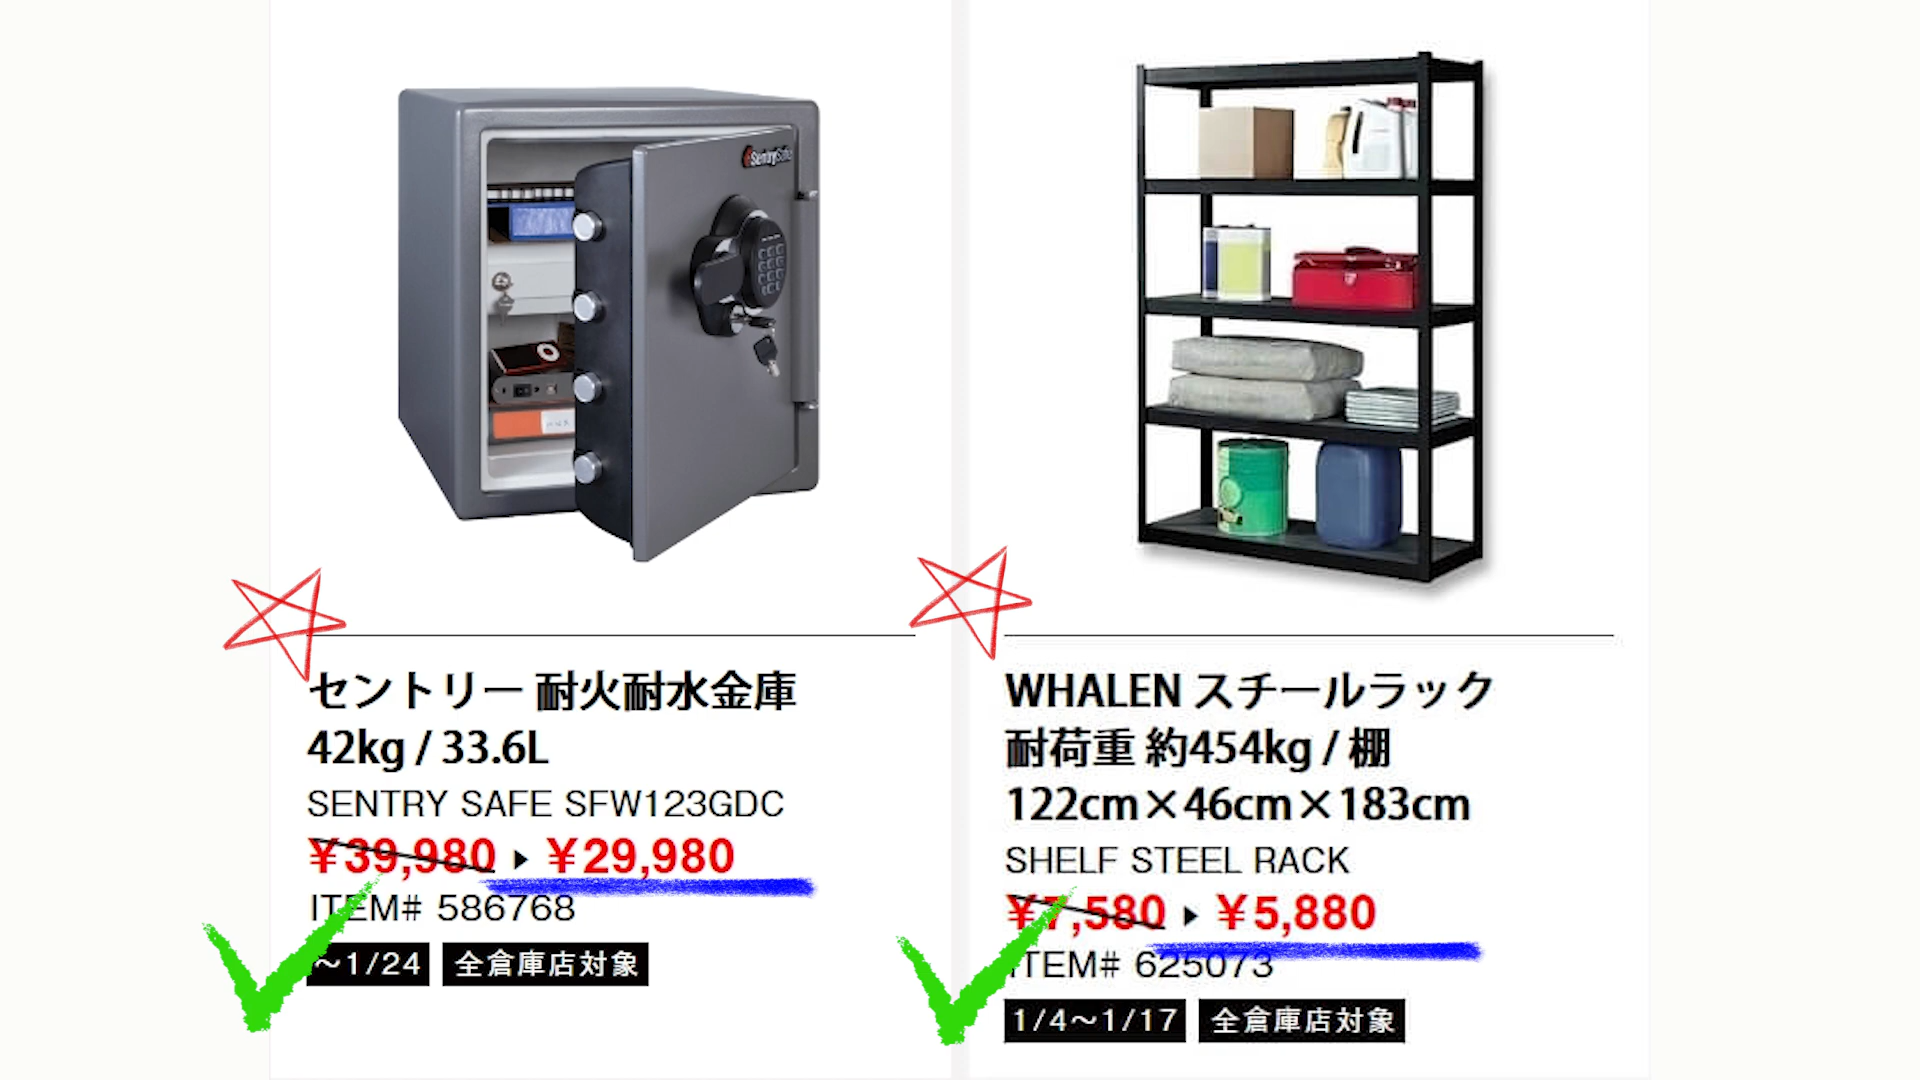 SentrySafe
セントリー 耐火耐水金庫
42kg / 33.6L
SENTRY SAFE SFW123GDC
¥39,980 ▶ ¥29,980
ITEM# 586768
～1/24 全倉庫店対象
WHALEN スチールラック
耐荷重 約454kg / 棚
122cm×46cm×183cm
SHELF STEEL RACK
¥7,580 ▶ ¥5,880
ITEM# 625073
1/4～1/17 全倉庫店対象